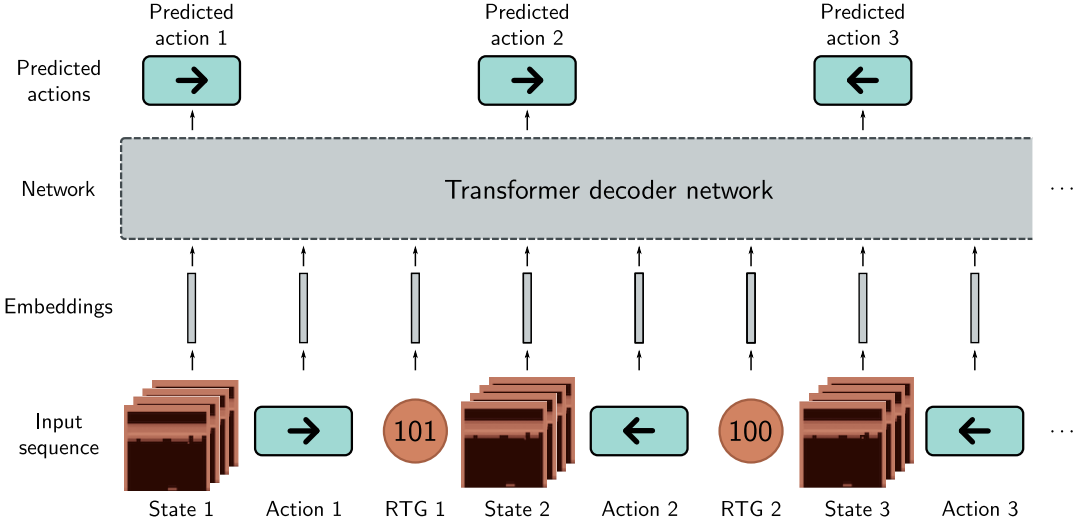 Predicted
action 1
Predicted
action 2
Predicted
action 3
Predicted
actions
Network
Transformer decoder network
...
Embeddings
Input
sequence
101
100
...
State 1
Action 1
RTG 1
State 2
Action 2
RTG 2
State 3
Action 3